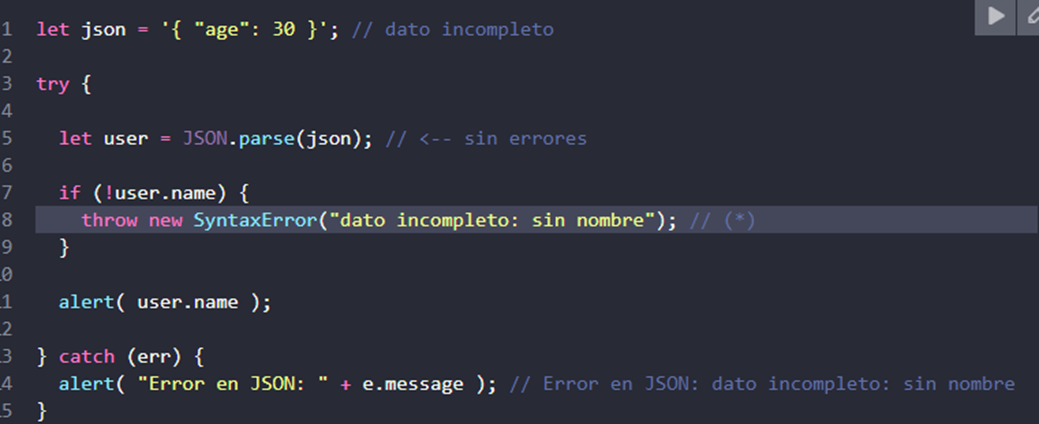 1 let json = '{ "age": 30 }'; // dato incompleto
2
3 try {
4
5 let user = JSON.parse(json); // <-- sin errores
6
7 if (!user.name) {
8 throw new SyntaxError("dato incompleto: sin nombre"); // (*)
9 }
0
1 alert( user.name );
2
3 } catch (err) {
4 alert( "Error en JSON: " + e.message ); // Error en JSON: dato incompleto: sin nombre
5 }